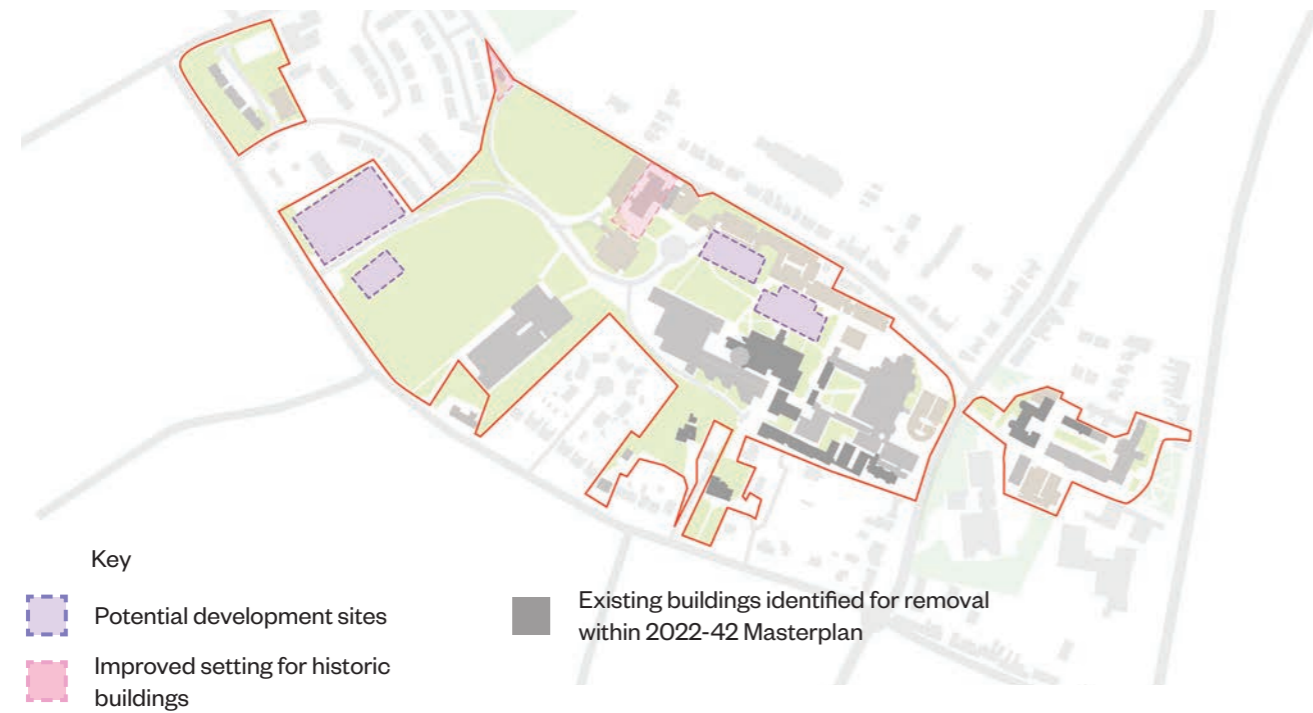 Key
Potential development sites
Improved setting for historic
buildings
Existing buildings identified for removal
within 2022-42 Masterplan